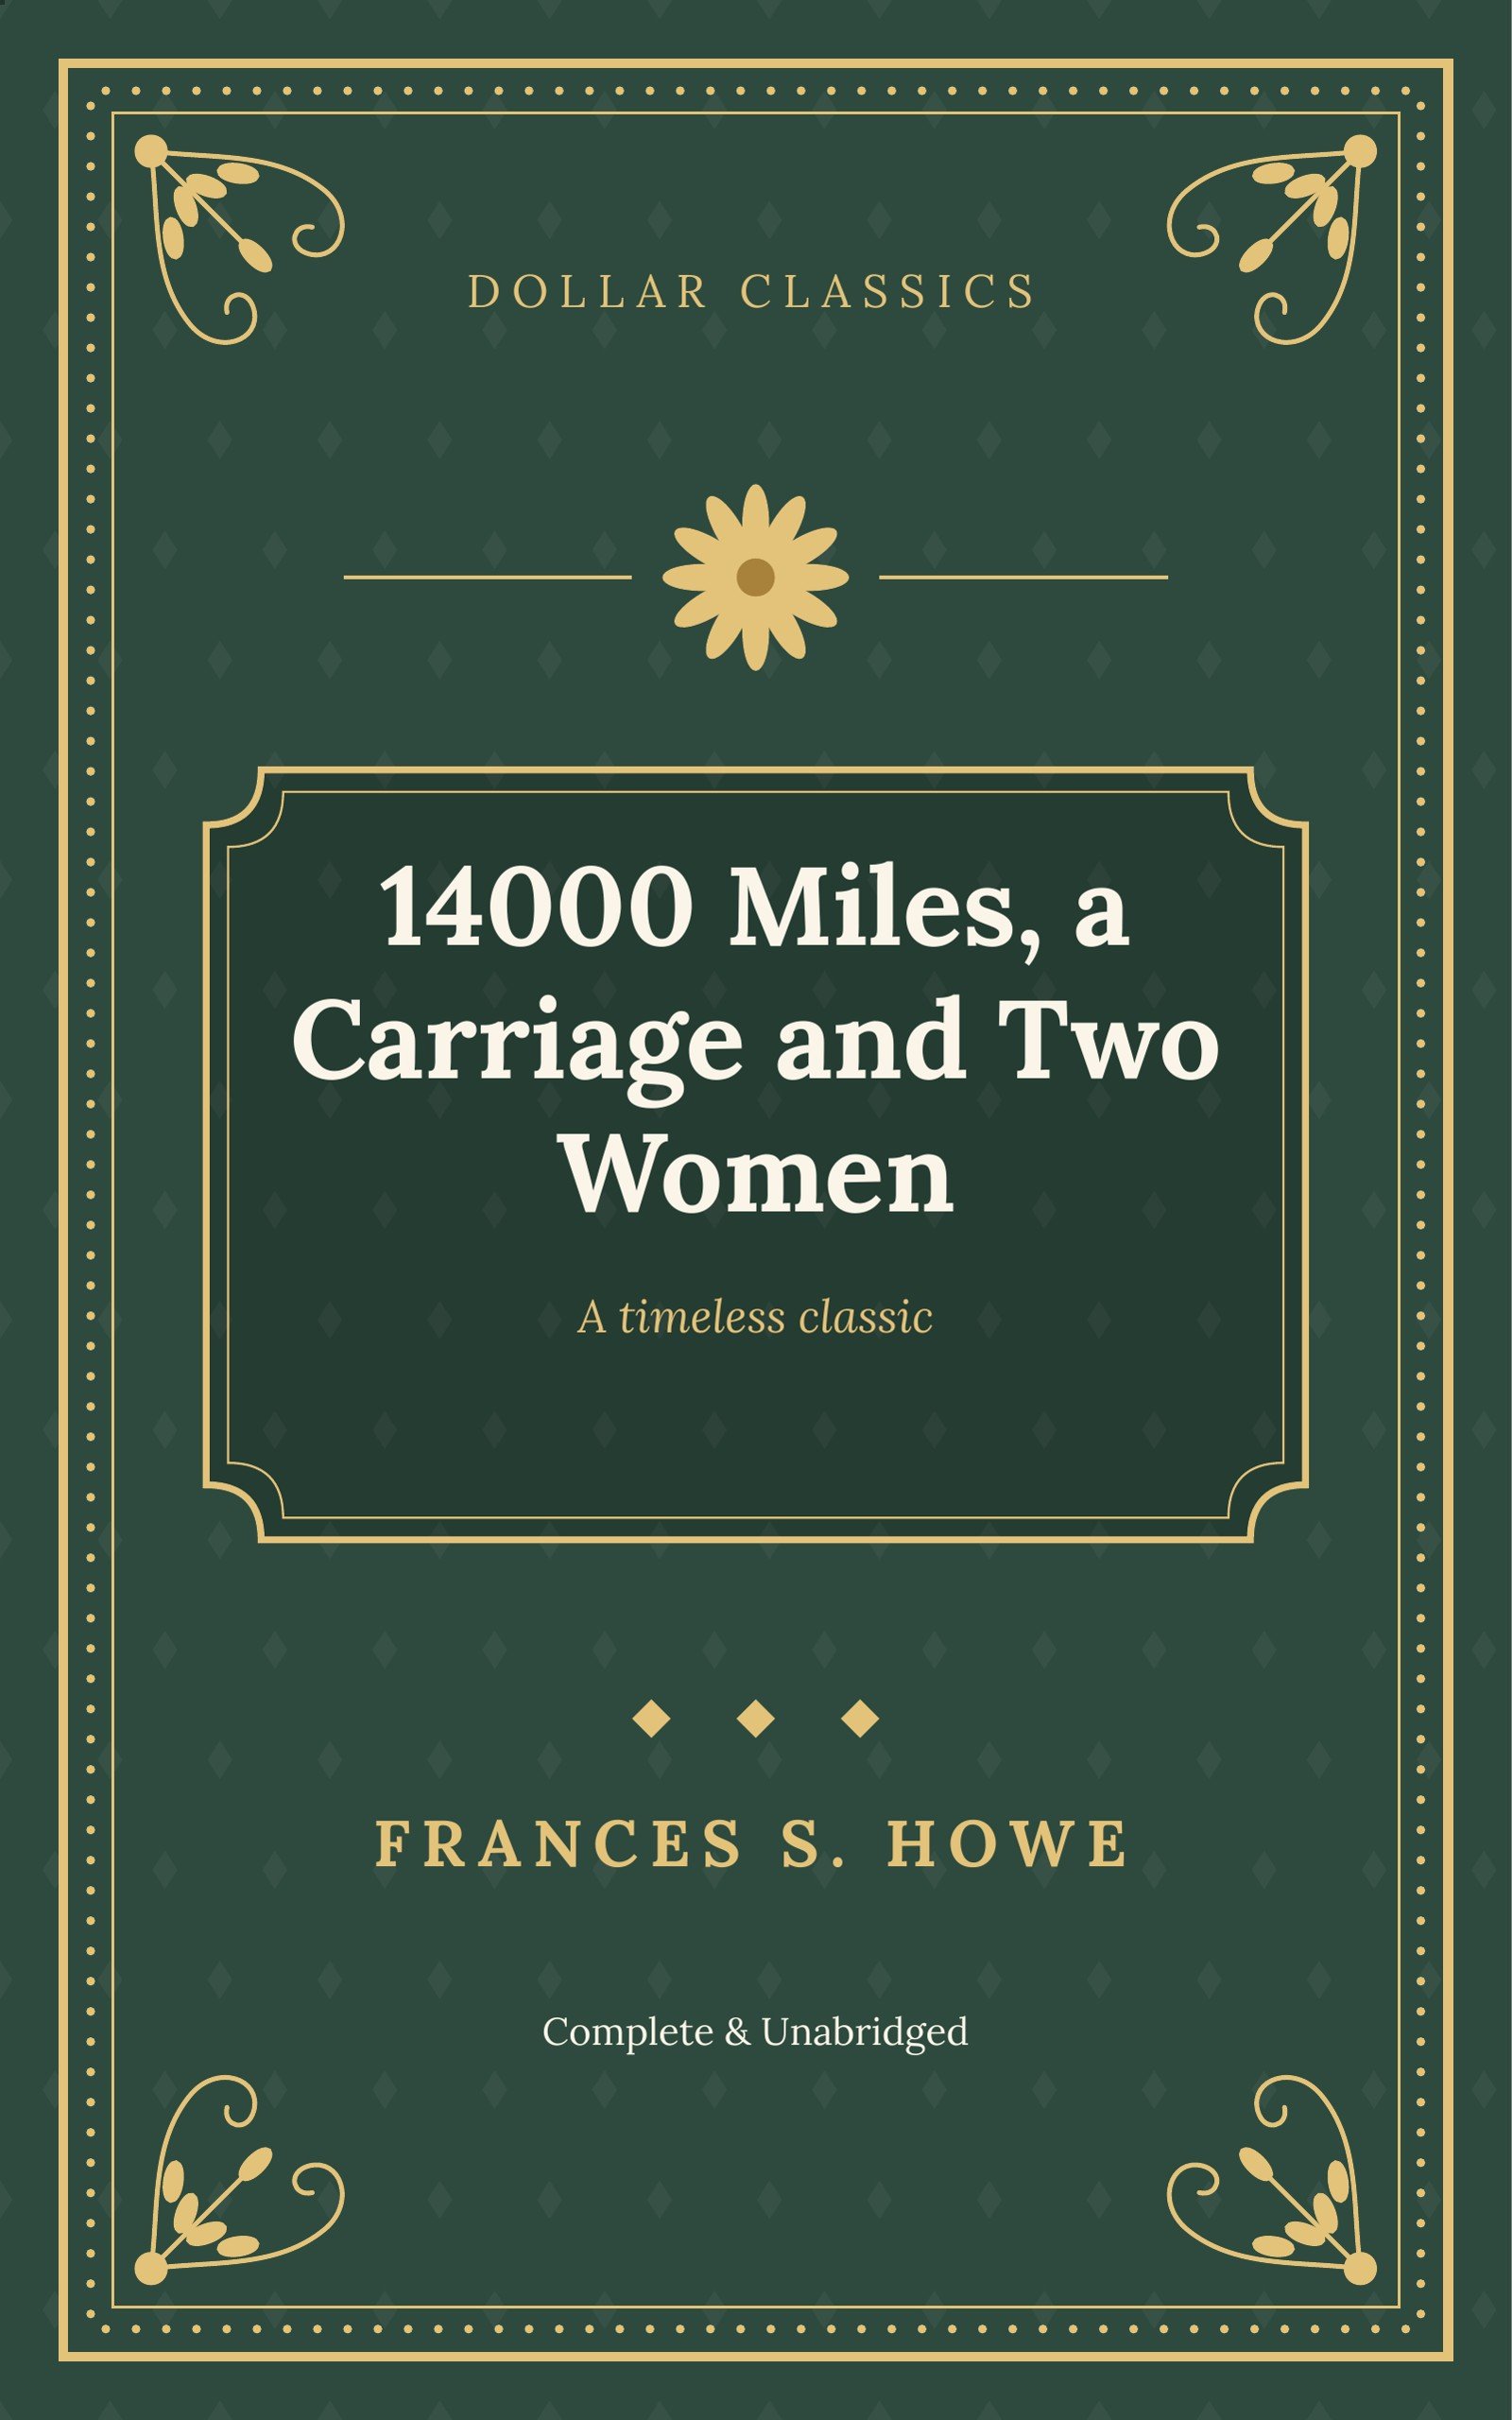 DOLLAR CLASSICS
14000 Miles, a
Carriage and Two
Women
A timeless classic
FRANCES S. HOWE
Complete & Unabridged